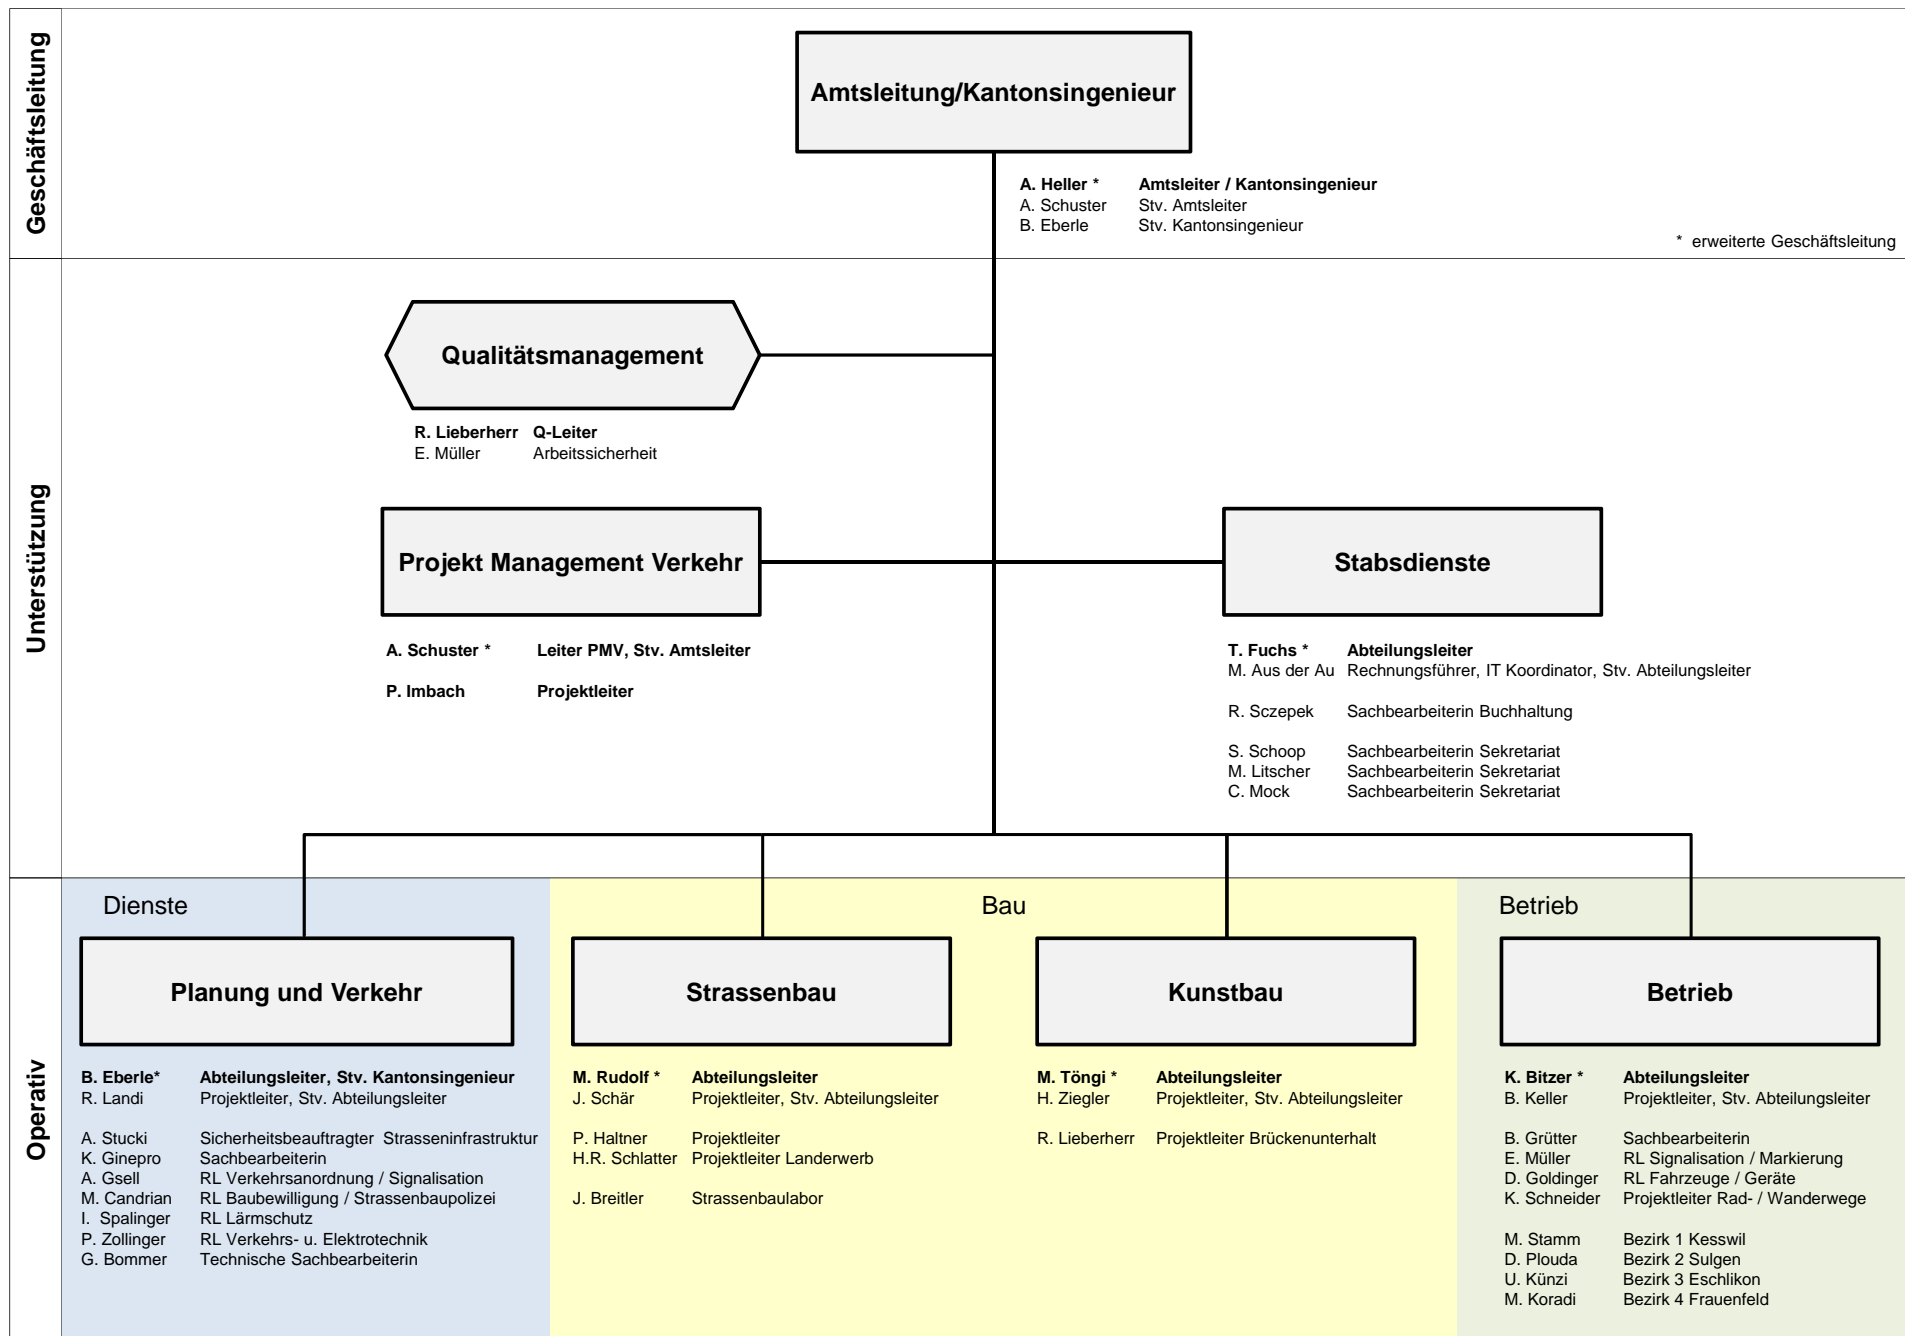 Geschäftsleitung
Amtsleitung/Kantonsingenieur
A. Heller * Amtsleiter / Kantonsingenieur
A. Schuster Stv. Amtsleiter
B. Eberle Stv. Kantonsingenieur
* erweiterte Geschäftsleitung
Unterstützung
Qualitätsmanagement
R. Lieberherr Q-Leiter
E. Müller Arbeitssicherheit
Projekt Management Verkehr
A. Schuster * Leiter PMV, Stv. Amtsleiter
P. Imbach Projektleiter
Stabsdienste
T. Fuchs * Abteilungsleiter
M. Aus der Au Rechnungsführer, IT Koordinator, Stv. Abteilungsleiter
R. Sczepek Sachbearbeiterin Buchhaltung
S. Schoop Sachbearbeiterin Sekretariat
M. Litscher Sachbearbeiterin Sekretariat
C. Mock Sachbearbeiterin Sekretariat
Operativ
Dienste
Planung und Verkehr
B. Eberle* Abteilungsleiter, Stv. Kantonsingenieur
R. Landi Projektleiter, Stv. Abteilungsleiter
A. Stucki Sicherheitsbeauftragter Strasseninfrastruktur
K. Ginepro Sachbearbeiterin
A. Gsell RL Verkehrsanordnung / Signalisation
M. Candrian RL Baubewilligung / Strassenbaupolizei
I. Spalinger RL Lärmschutz
P. Zollinger RL Verkehrs- u. Elektrotechnik
G. Bommer Technische Sachbearbeiterin
Bau
Strassenbau
M. Rudolf * Abteilungsleiter
J. Schär Projektleiter, Stv. Abteilungsleiter
P. Haltner Projektleiter
H.R. Schlatter Projektleiter Landerwerb
J. Breitler Strassenbaulabor
Kunstbau
M. Töngi * Abteilungsleiter
H. Ziegler Projektleiter, Stv. Abteilungsleiter
R. Lieberherr Projektleiter Brückenunterhalt
Betrieb
Betrieb
K. Bitzer * Abteilungsleiter
B. Keller Projektleiter, Stv. Abteilungsleiter
B. Grütter Sachbearbeiterin
E. Müller RL Signalisation / Markierung
D. Goldinger RL Fahrzeuge / Geräte
K. Schneider Projektleiter Rad- / Wanderwege
M. Stamm Bezirk 1 Kesswil
D. Plouda Bezirk 2 Sulgen
U. Künzi Bezirk 3 Eschlikon
M. Koradi Bezirk 4 Frauenfeld